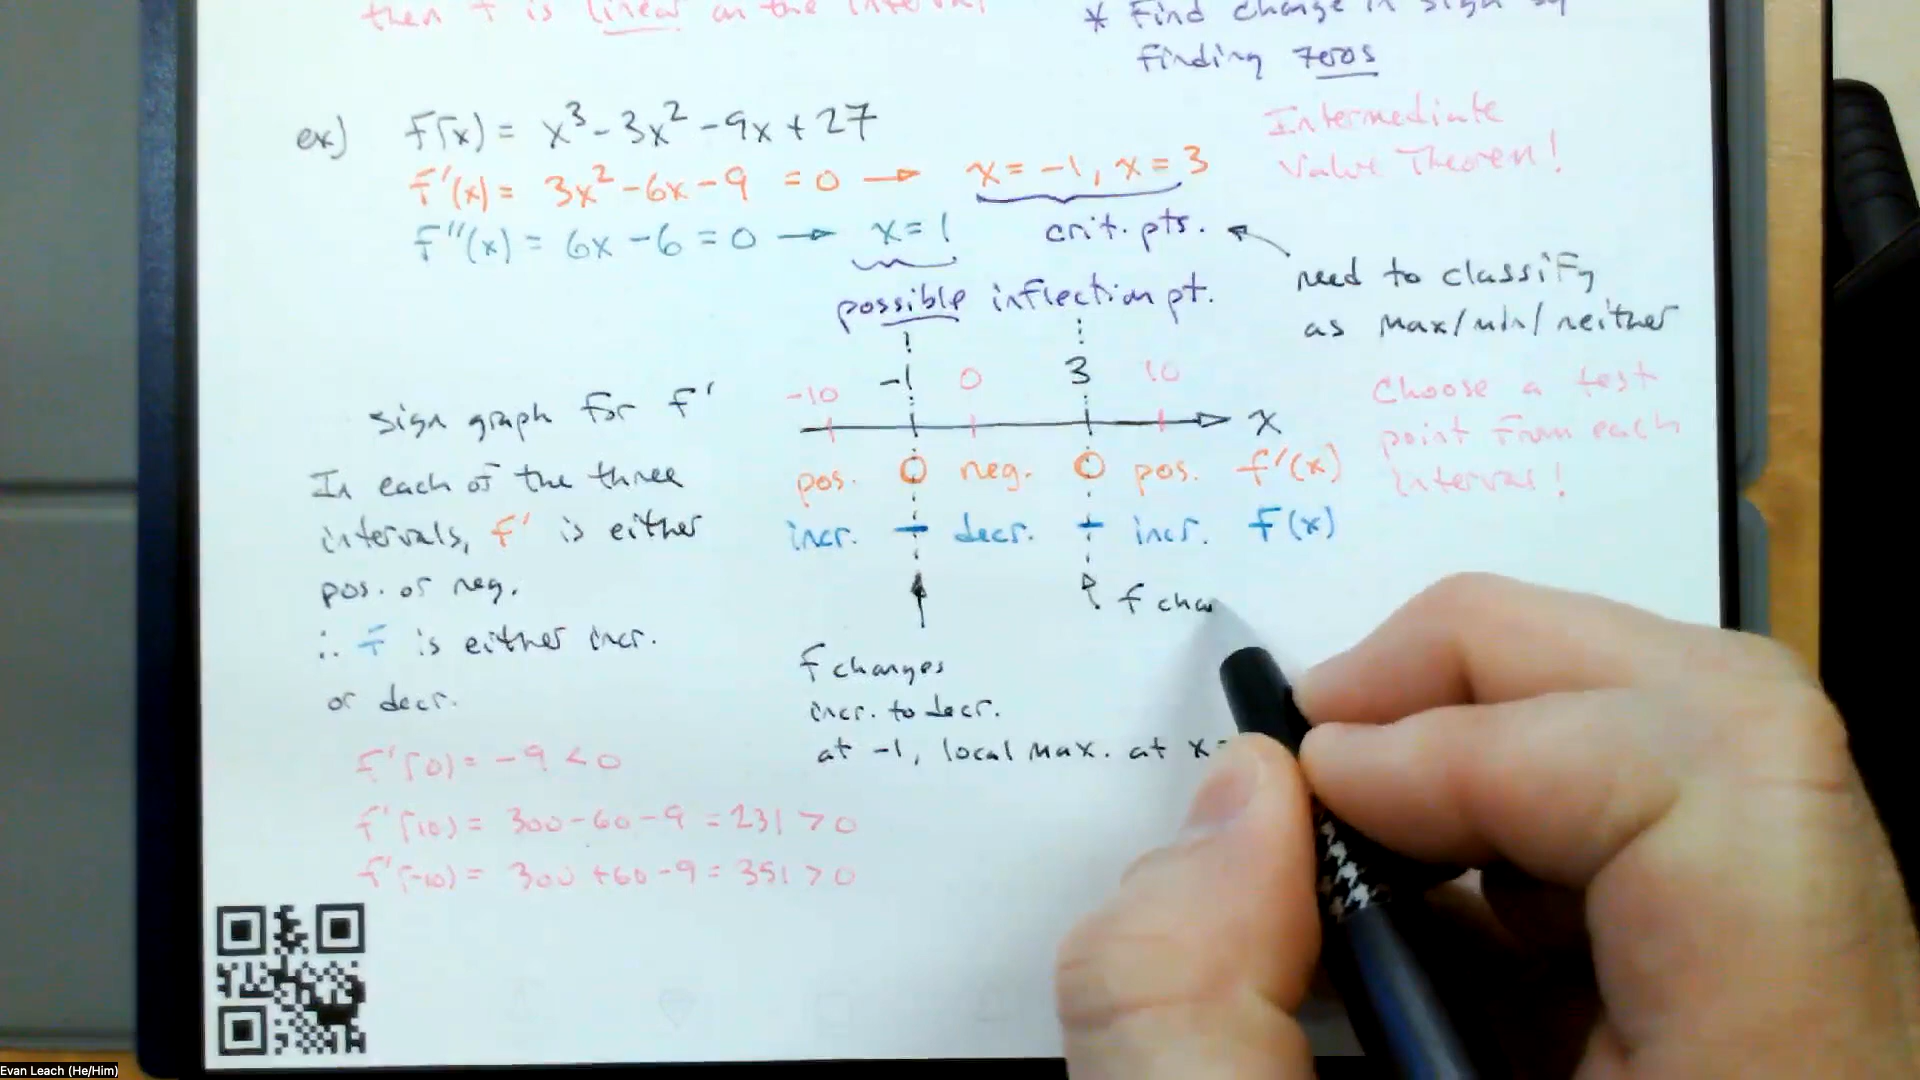 then f is linear on the interval
* Find change in sign by
finding zeros
ex) f(x) = x³ - 3x² - 9x + 27
f'(x) = 3x² - 6x - 9 = 0 → x = -1, x = 3
f''(x) = 6x - 6 = 0 → x = 1
crit. pts.
possible inflection pt.
Intermediate
Value Theorem!
need to classify
as max/min/neither
Choose a test
point from each
interval!
sign graph for f'
-10 -1 0 3 10
x
pos. 0 neg. 0 pos. f'(x)
incr. decr. incr. f(x)
In each of the three
intervals, f' is either
pos. or neg.
∴ f is either incr.
or decr.
f'(0) = -9 < 0
f'(10) = 300 - 60 - 9 = 231 > 0
f'(-10) = 300 + 60 - 9 = 351 > 0
f changes
incr. to decr.
at -1, local max. at x =
f cha
Evan Leach (He/Him)